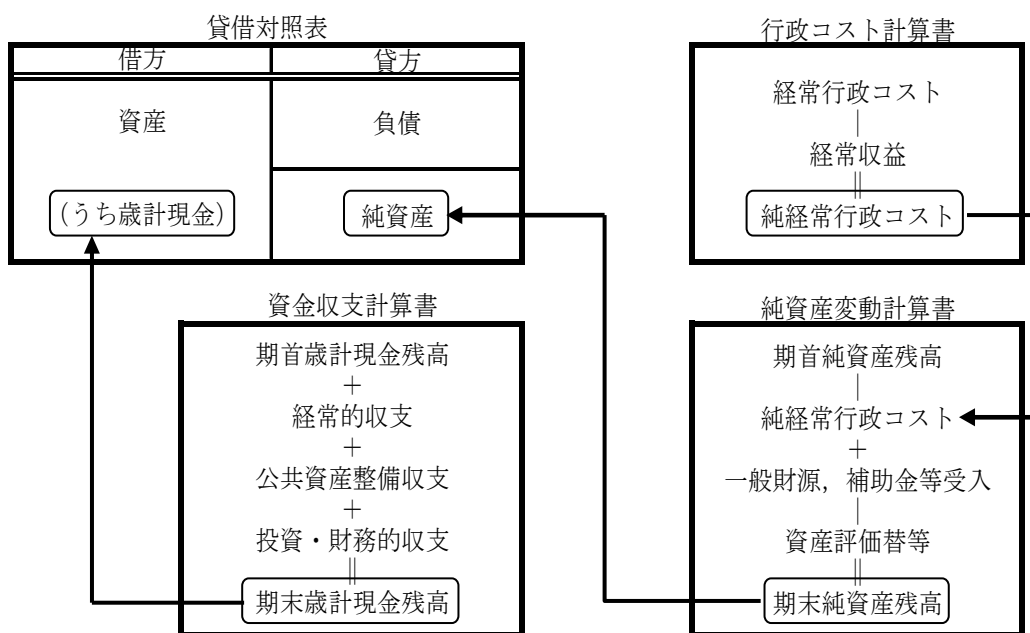 貸借対照表
借方 貸方
資産 負債
(うち歳計現金) 純資産
行政コスト計算書
経常行政コスト
－
経常収益
＝
純経常行政コスト
資金収支計算書
期首歳計現金残高
＋
経常的収支
＋
公共資産整備収支
＋
投資・財務的収支
＝
期末歳計現金残高
純資産変動計算書
期首純資産残高
－
純経常行政コスト
＋
一般財源，補助金等受入
－
資産評価替等
＝
期末純資産残高